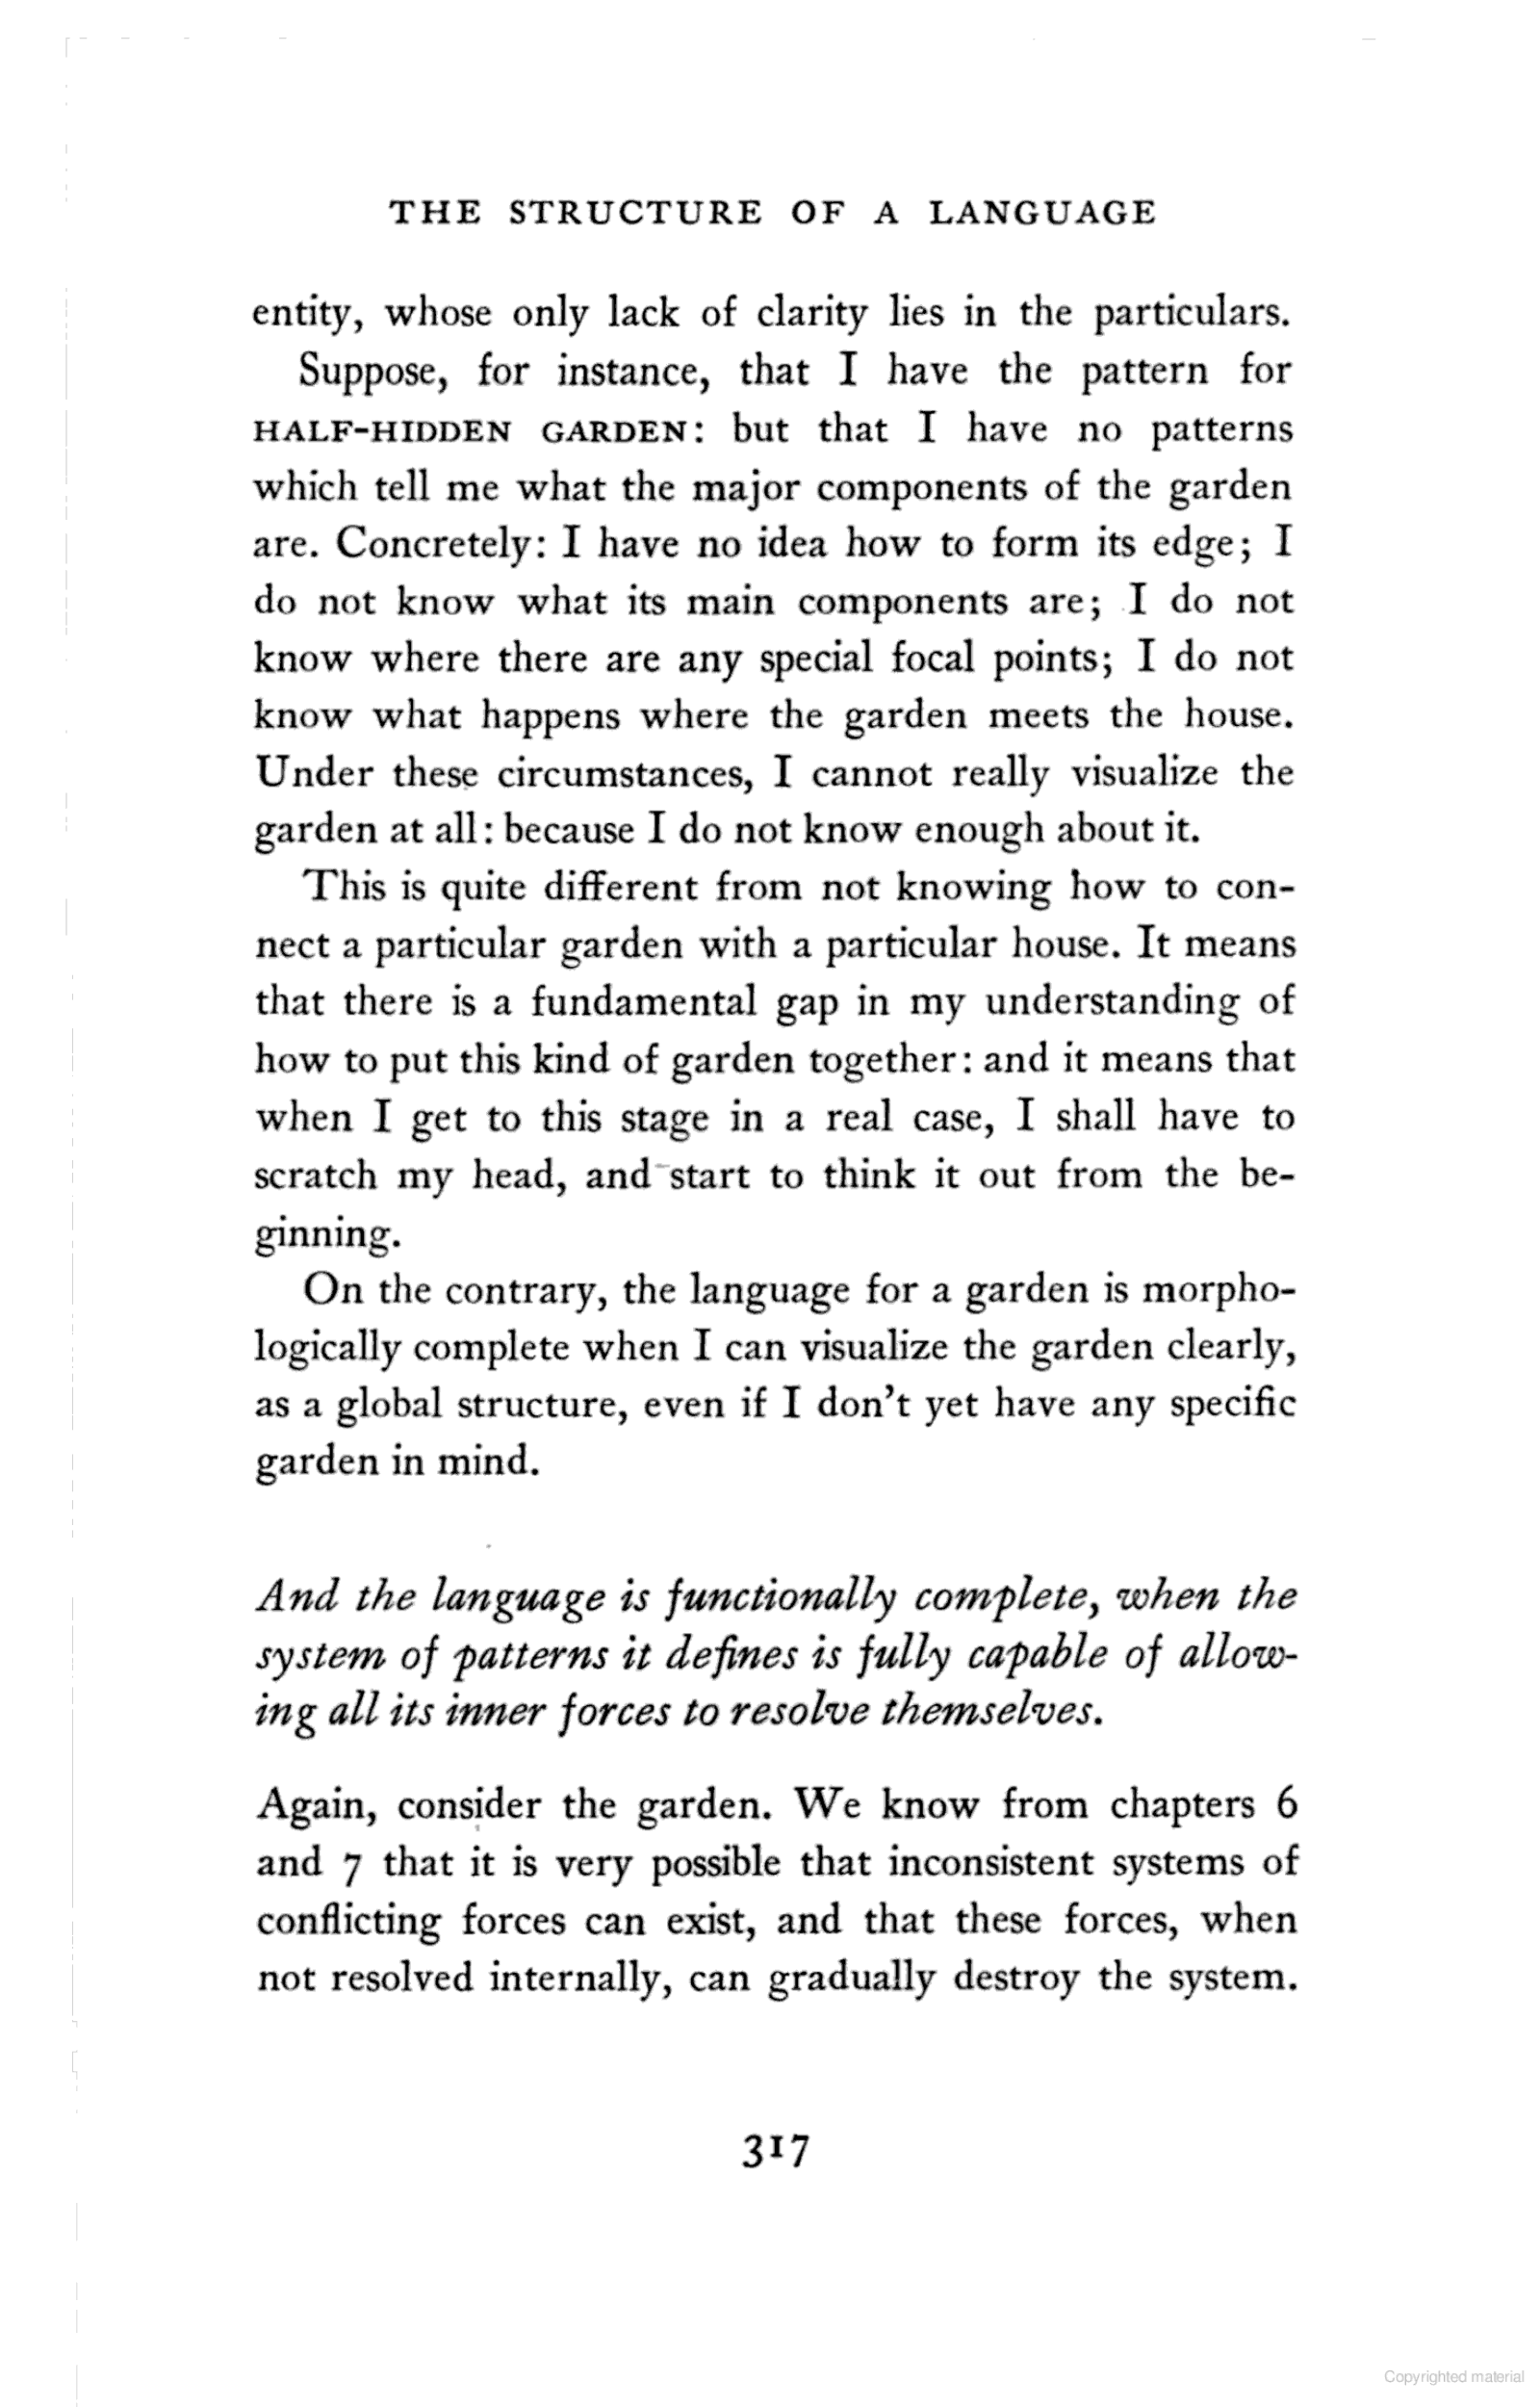 THE STRUCTURE OF A LANGUAGE
entity, whose only lack of clarity lies in the particulars.
Suppose, for instance, that I have the pattern for
HALF-HIDDEN GARDEN: but that I have no patterns
which tell me what the major components of the garden
are. Concretely: I have no idea how to form its edge; I
do not know what its main components are; I do not
know where there are any special focal points; I do not
know what happens where the garden meets the house.
Under these circumstances, I cannot really visualize the
garden at all: because I do not know enough about it.
This is quite different from not knowing how to con-
nect a particular garden with a particular house. It means
that there is a fundamental gap in my understanding of
how to put this kind of garden together: and it means that
when I get to this stage in a real case, I shall have to
scratch my head, and start to think it out from the be-
ginning.
On the contrary, the language for a garden is morpho-
logically complete when I can visualize the garden clearly,
as a global structure, even if I don't yet have any specific
garden in mind.
And the language is functionally complete, when the
system of patterns it defines is fully capable of allow-
ing all its inner forces to resolve themselves.
Again, consider the garden. We know from chapters 6
and 7 that it is very possible that inconsistent systems of
conflicting forces can exist, and that these forces, when
not resolved internally, can gradually destroy the system.
317
Copyrighted material